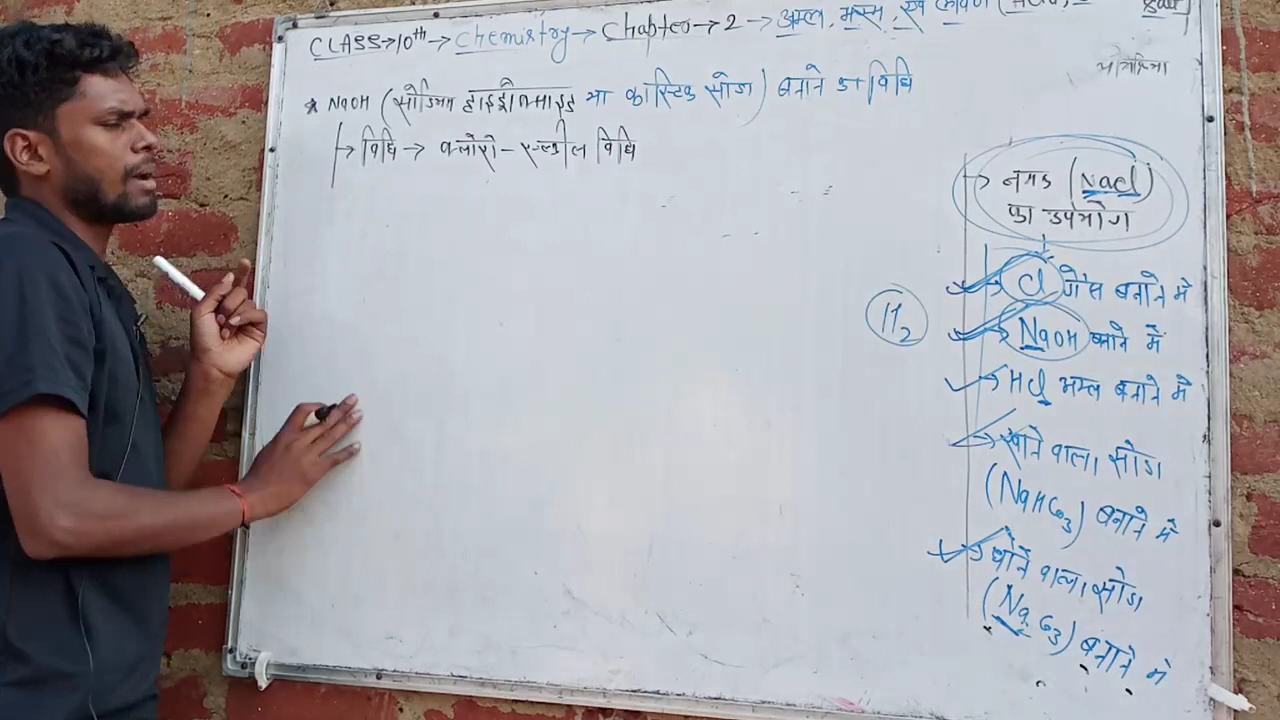 CLASS→10th→Chemistry→Chapter→2→अम्ल, भस्म, एवं लवण (
* NaOH (सोडियम हाईड्रोक्साइड या कास्टिक सोडा) बनाने का विधि
→ विधि → क्लोरो-एल्कील विधि
→ नमक (NaCl)
का उपयोग
→ Cl गैस बनाने में
H2
→ NaOH बनाने में
→ HCl अम्ल बनाने में
→ खाने वाला सोडा
(NaHCO3) बनाने में
→ धोने वाला सोडा
(Na2CO3) बनाने में